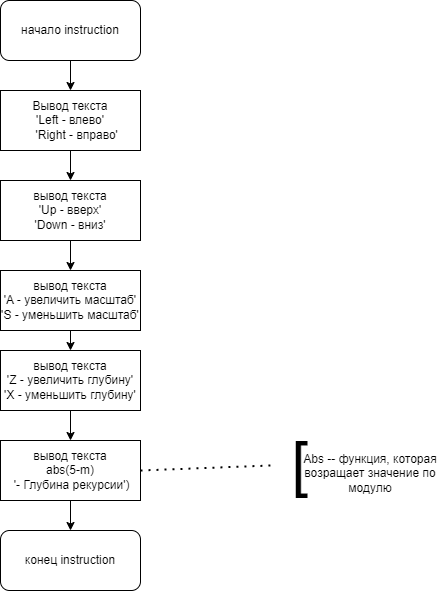 начало instruction
Вывод текста
'Left - влево'
'Right - вправо'
вывод текста
'Up - вверх'
'Down - вниз'
вывод текста
'A - увеличить масштаб'
'S - уменьшить масштаб'
вывод текста
'Z - увеличить глубину'
'X - уменьшить глубину'
вывод текста
abs(5-m)
'- Глубина рекурсии')
Abs -- функция, которая
возращает значение по
модулю
конец instruction